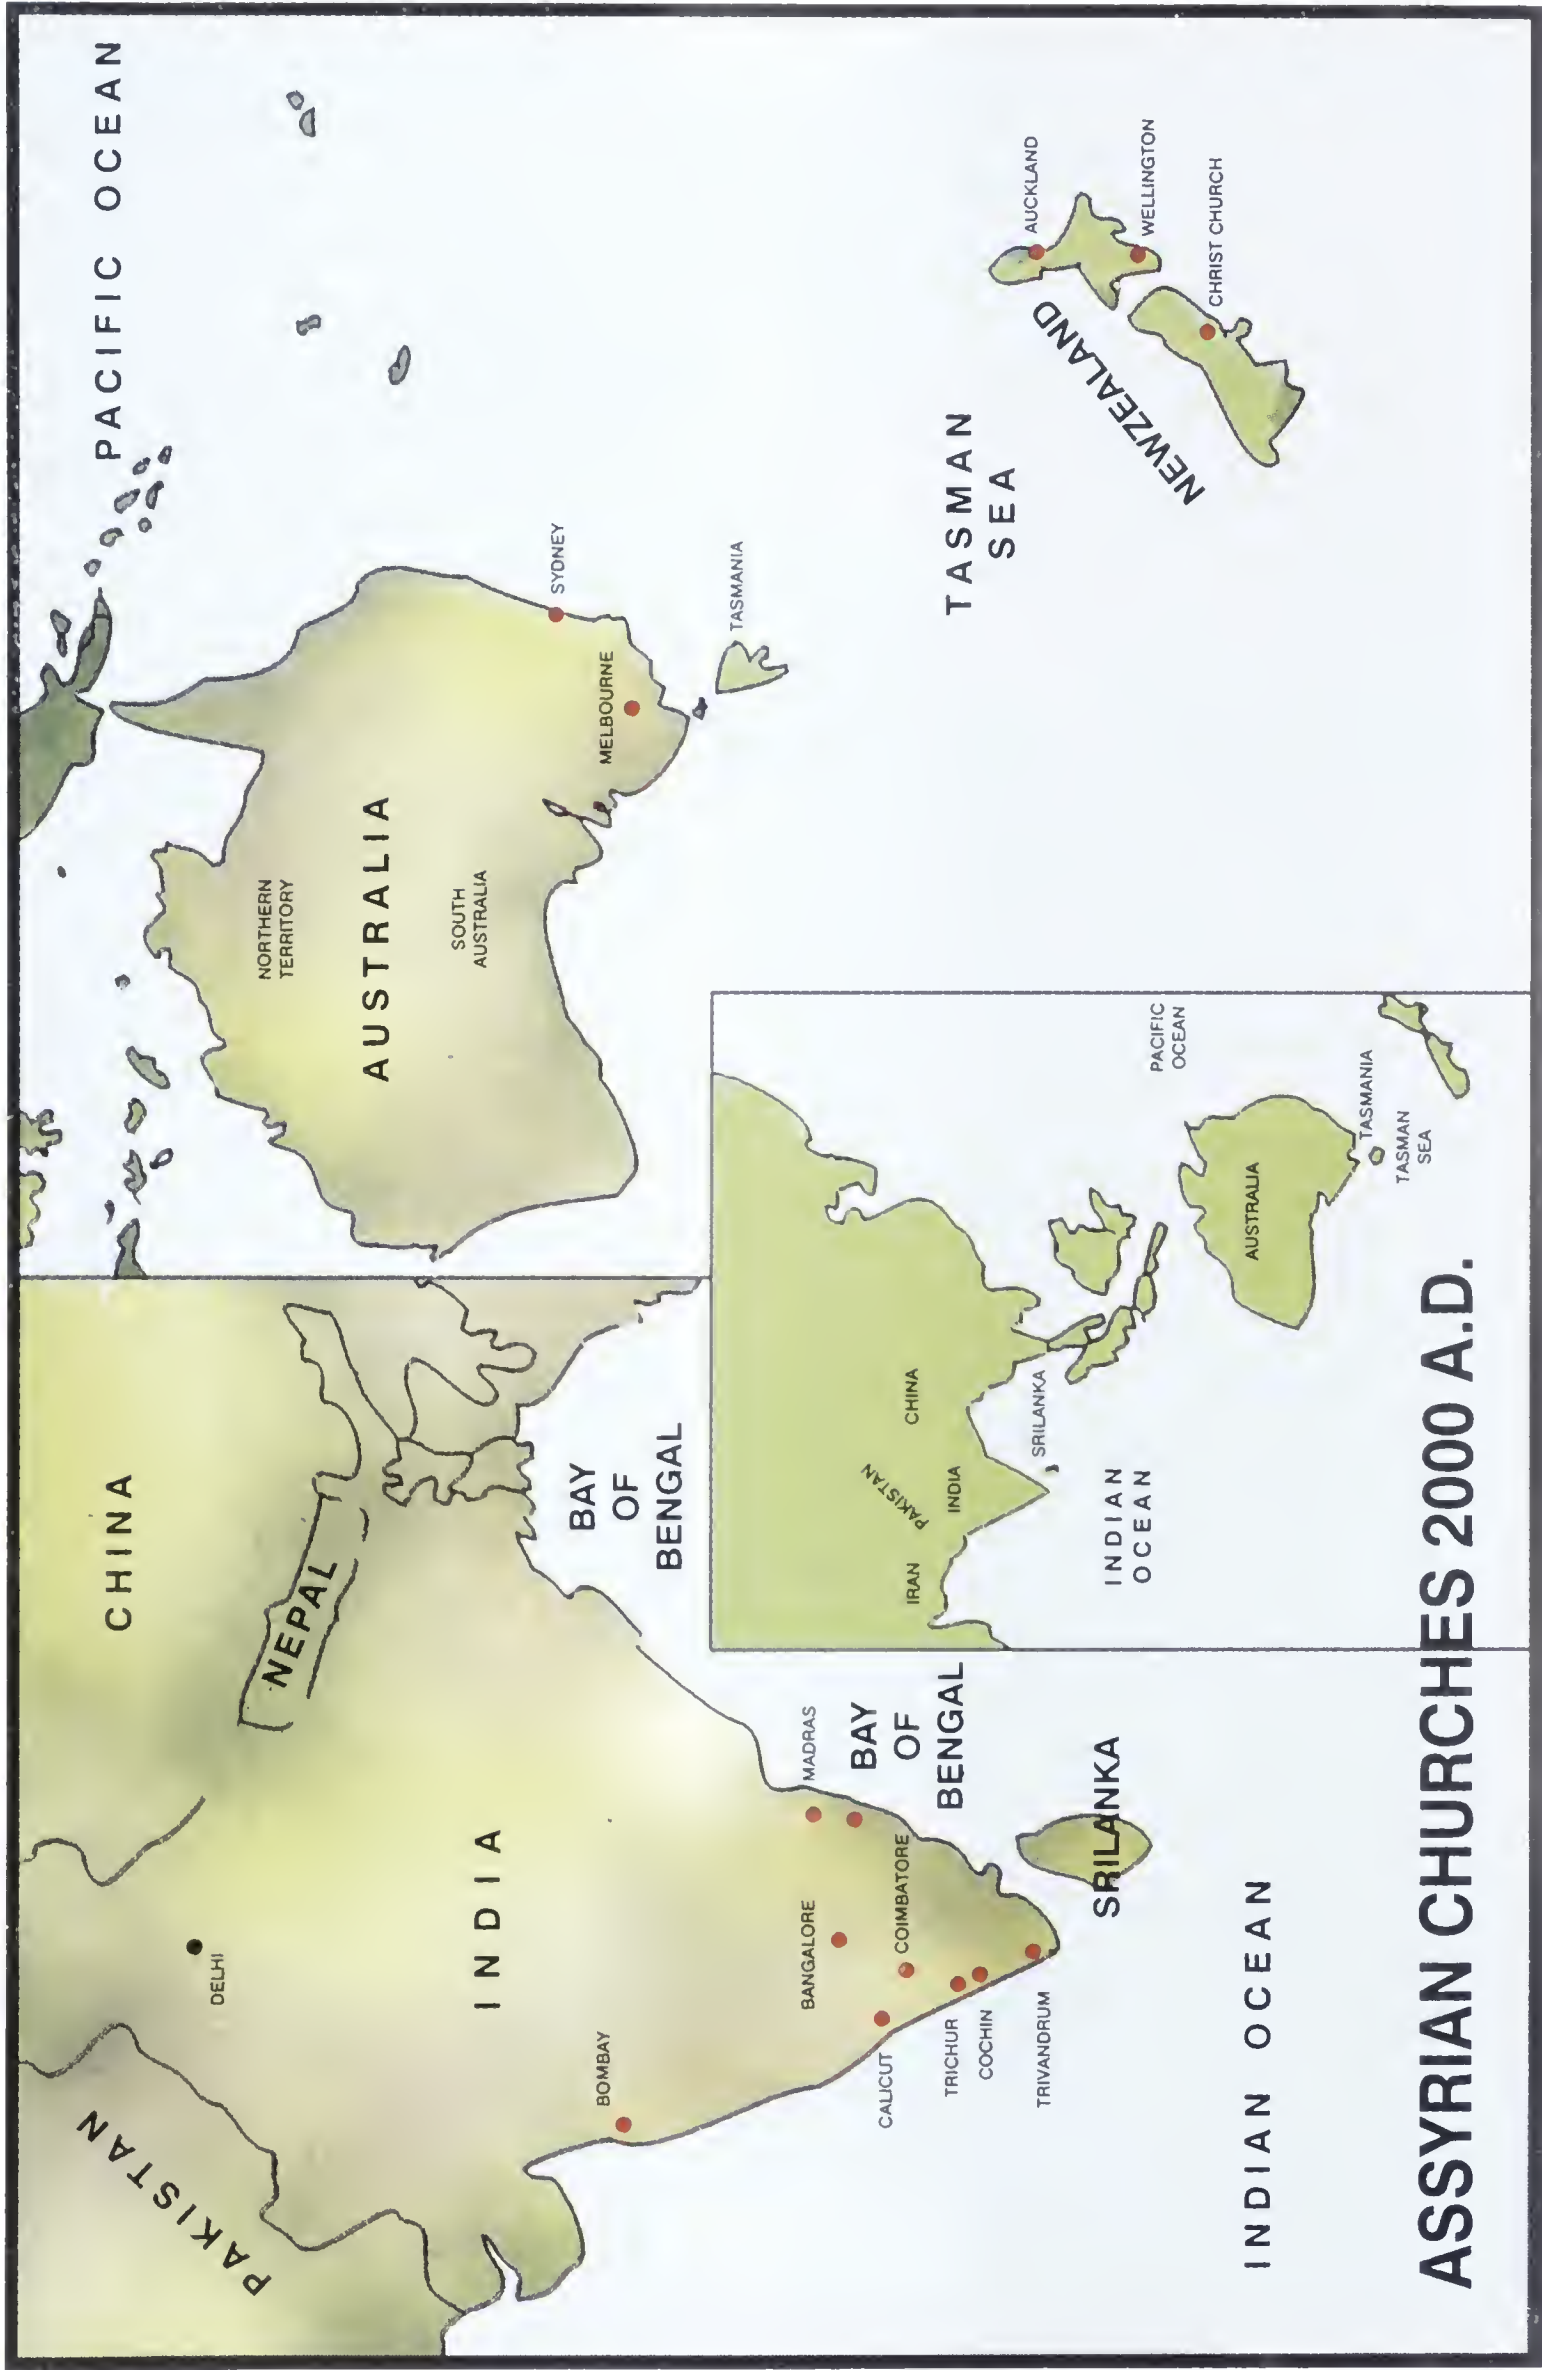 PAKISTAN
CHINA
NEPAL
DELHI
INDIA
BOMBAY
BAY
OF
BENGAL
MADRAS
BANGALORE
COIMBATORE
CALICUT
TRICHUR
COCHIN
TRIVANDRUM
BAY
OF
BENGAL
SRILANKA
INDIAN OCEAN
PACIFIC OCEAN
NORTHERN
TERRITORY
AUSTRALIA
SOUTH
AUSTRALIA
SYDNEY
MELBOURNE
TASMANIA
TASMAN
SEA
NEWZEALAND
AUCKLAND
WELLINGTON
CHRIST CHURCH
IRAN
PAKISTAN
CHINA
INDIA
SRILANKA
INDIAN
OCEAN
PACIFIC
OCEAN
AUSTRALIA
TASMANIA
TASMAN
SEA
ASSYRIAN CHURCHES 2000 A.D.